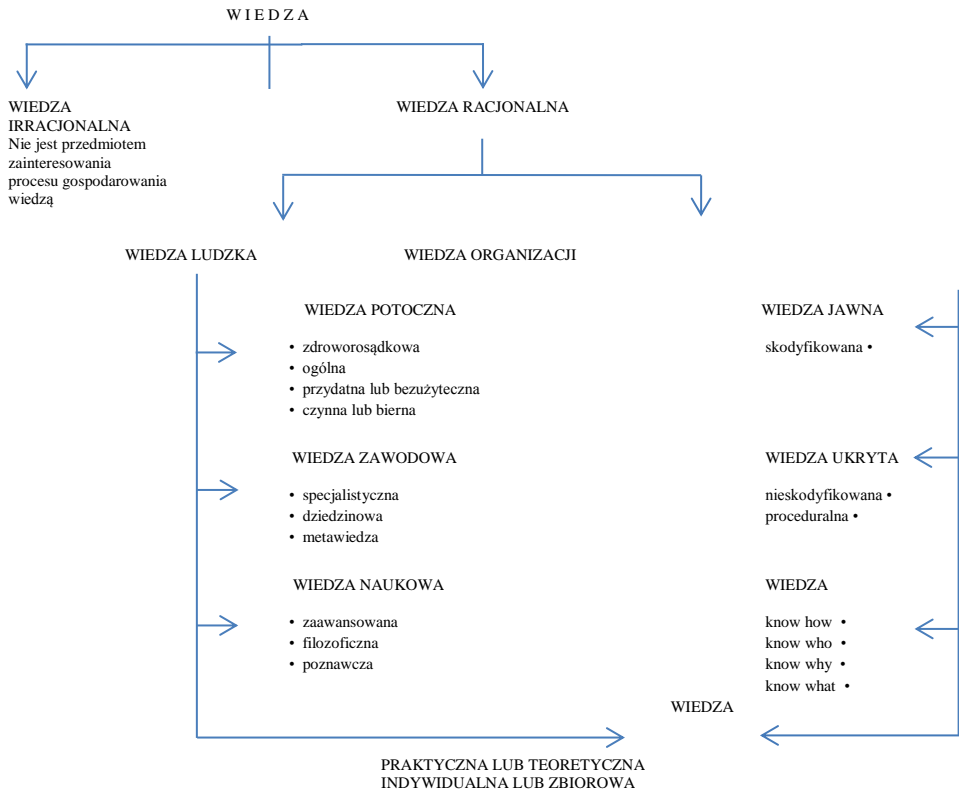 W I E D Z A
WIEDZA
IRRACJONALNA
Nie jest przedmiotem
zainteresowania
procesu gospodarowania
wiedzą
WIEDZA RACJONALNA
WIEDZA LUDZKA
WIEDZA ORGANIZACJI
WIEDZA POTOCZNA
• zdroworosądkowa
• ogólna
• przydatna lub bezużyteczna
• czynna lub bierna
WIEDZA JAWNA
skodyfikowana •
WIEDZA ZAWODOWA
• specjalistyczna
• dziedzinowa
• metawiedza
WIEDZA UKRYTA
nieskodyfikowana •
proceduralna •
WIEDZA NAUKOWA
• zaawansowana
• filozoficzna
• poznawcza
WIEDZA
know how •
know who •
know why •
know what •
WIEDZA
PRAKTYCZNA LUB TEORETYCZNA
INDYWIDUALNA LUB ZBIOROWA